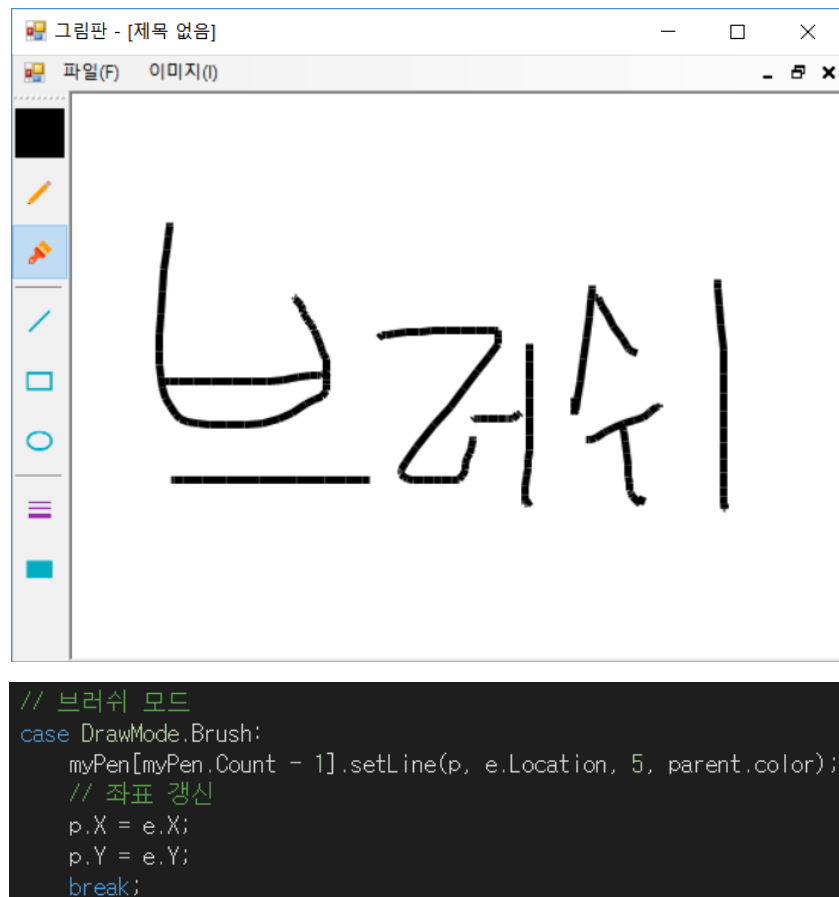 그림판 - [제목 없음]
파일(F) 이미지(I)
브러쉬
// 브러쉬 모드
case DrawMode.Brush:
myPen[myPen.Count - 1].setLine(p, e.Location, 5, parent.color);
// 좌표 갱신
p.X = e.X;
p.Y = e.Y;
break;